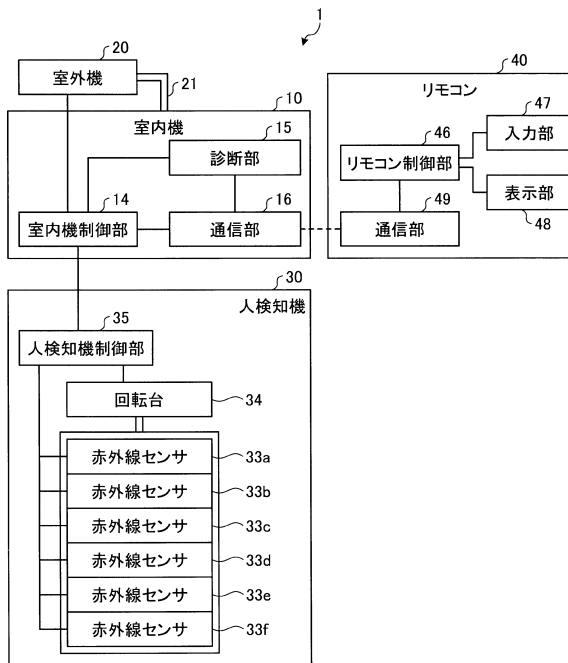 1
20
室外機
21
10
室内機
15
診断部
14
室内機制御部
16
通信部
40
リモコン
46
リモコン制御部
47
入力部
表示部
48
49
通信部
30
人検知機
35
人検知機制御部
回転台
34
赤外線センサ
33a
赤外線センサ
33b
赤外線センサ
33c
赤外線センサ
33d
赤外線センサ
33e
赤外線センサ
33f